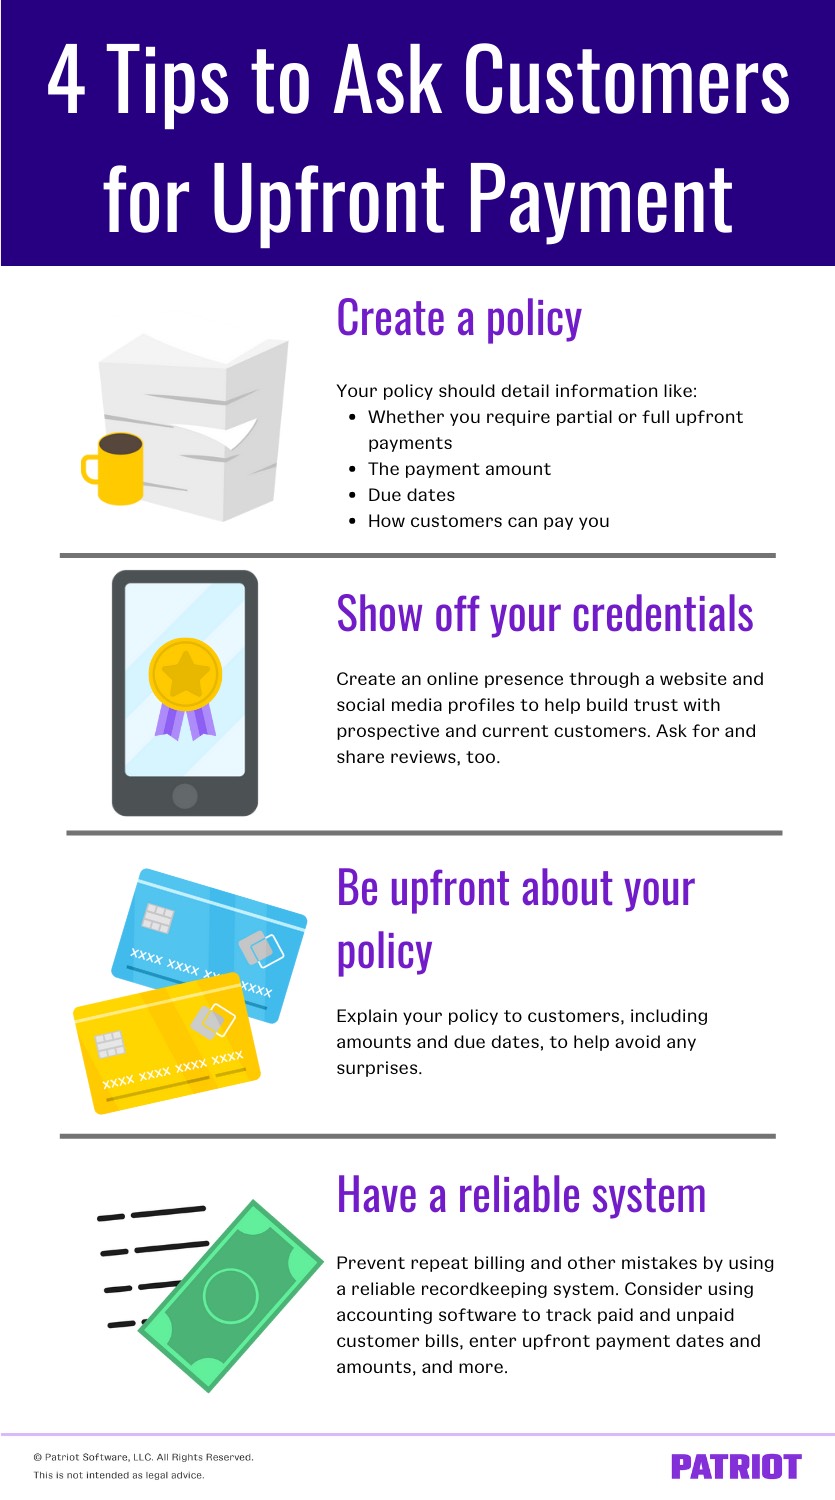 4 Tips to Ask Customers
for Upfront Payment
Create a policy
Your policy should detail information like:
• Whether you require partial or full upfront
payments
• The payment amount
• Due dates
• How customers can pay you
Show off your credentials
Create an online presence through a website and
social media profiles to help build trust with
prospective and current customers. Ask for and
share reviews, too.
XXXX XXXX XXXX XXXX
XXXX XXXX XXXX XXXX
Be upfront about your
policy
Explain your policy to customers, including
amounts and due dates, to help avoid any
surprises.
Have a reliable system
Prevent repeat billing and other mistakes by using
a reliable recordkeeping system. Consider using
accounting software to track paid and unpaid
customer bills, enter upfront payment dates and
amounts, and more.
© Patriot Software, LLC. All Rights Reserved.
This is not intended as legal advice.
PATRIOT